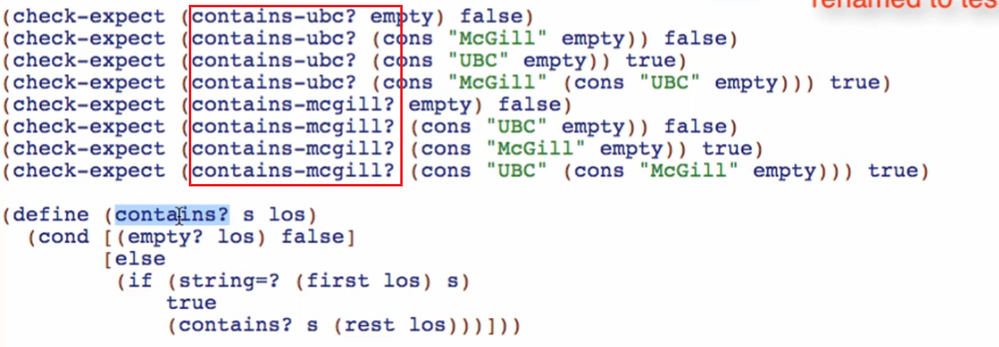 renamed to tes
(check-expect (contains-ubc? empty) false)
(check-expect (contains-ubc? (cons "McGill" empty)) false)
(check-expect (contains-ubc? (cons "UBC" empty)) true)
(check-expect (contains-ubc? (cons "McGill" (cons "UBC" empty))) true)
(check-expect (contains-mcgill? empty) false)
(check-expect (contains-mcgill? (cons "UBC" empty)) false)
(check-expect (contains-mcgill? (cons "McGill" empty)) true)
(check-expect (contains-mcgill? (cons "UBC" (cons "McGill" empty))) true)
(define (contains? s los)
(cond [(empty? los) false]
[else
(if (string=? (first los) s)
true
(contains? s (rest los)))]))